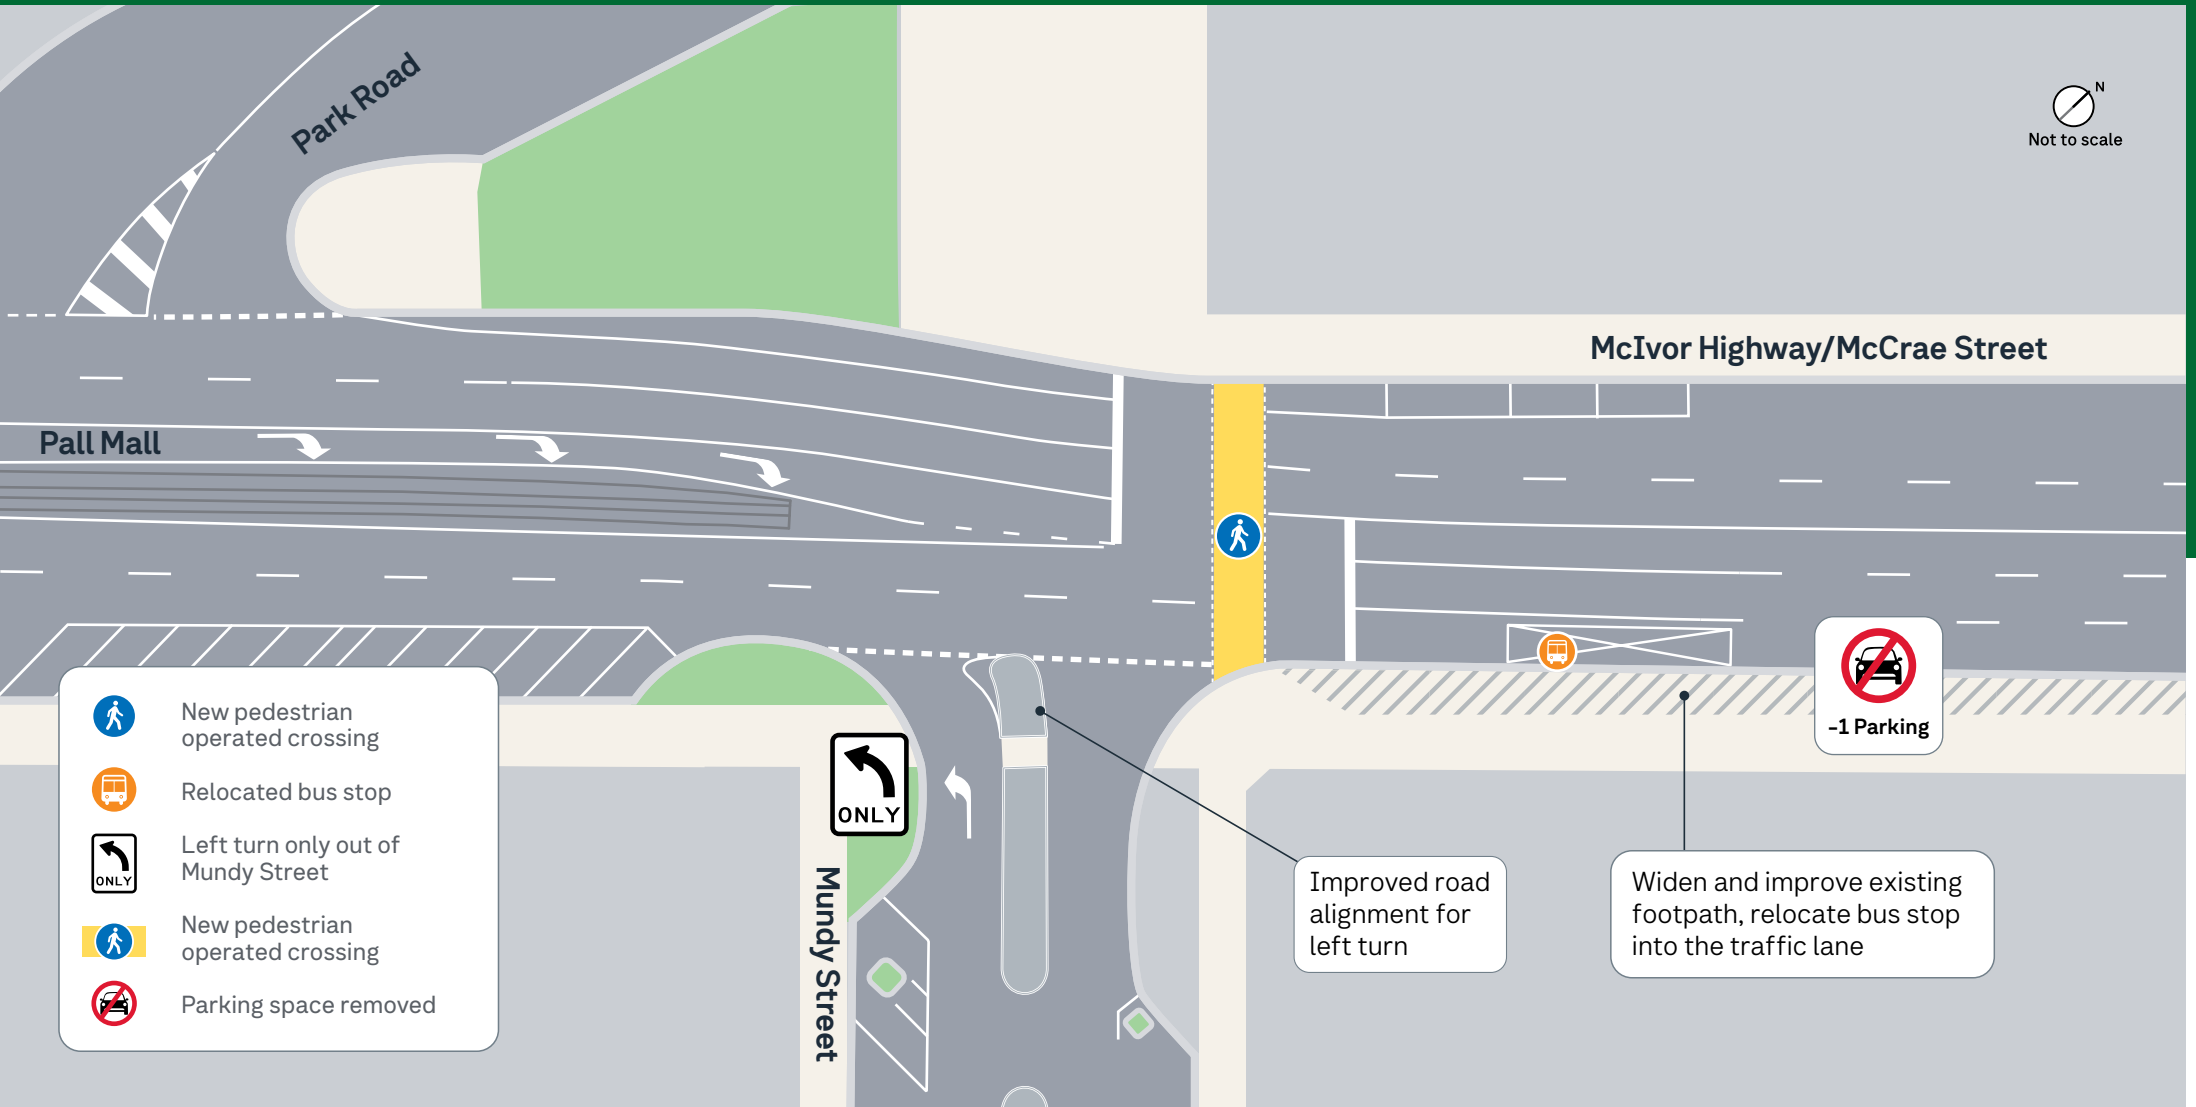 Park Road
N
Not to scale
McIvor Highway/McCrae Street
Pall Mall
-1 Parking
New pedestrian
operated crossing
Relocated bus stop
ONLY
Left turn only out of
Mundy Street
New pedestrian
operated crossing
Parking space removed
ONLY
Mundy Street
Improved road
alignment for
left turn
Widen and improve existing
footpath, relocate bus stop
into the traffic lane